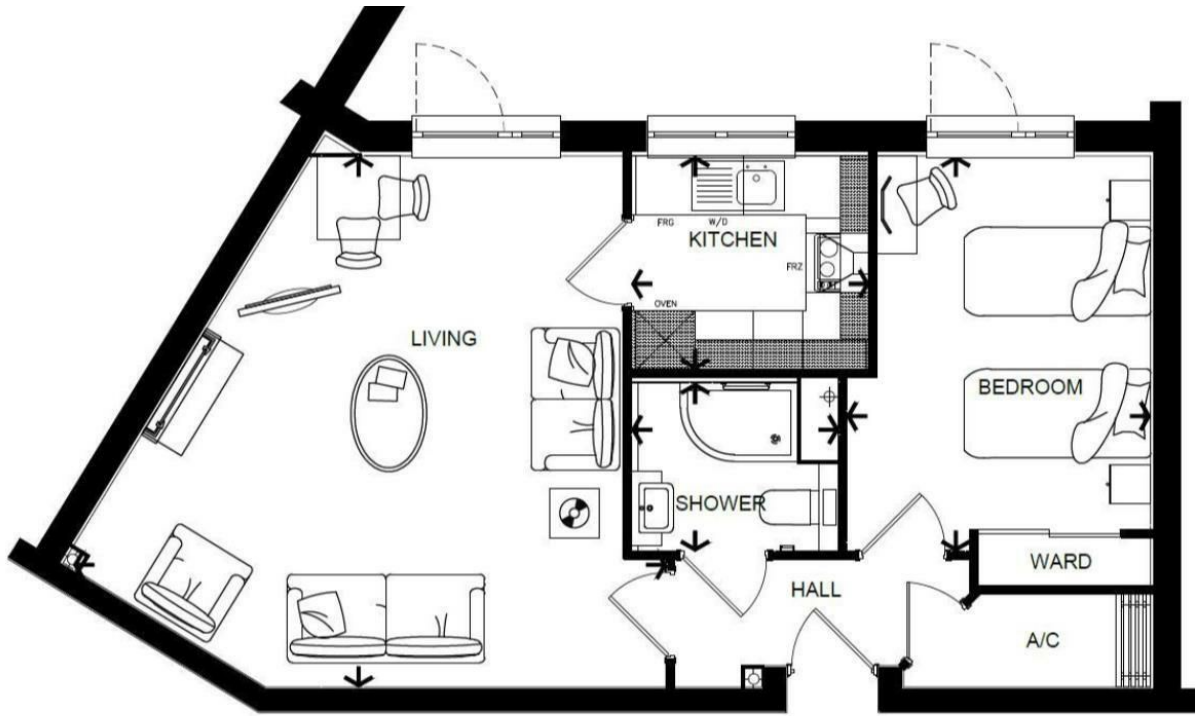 FRG
W/D
KITCHEN
FRZ
OVEN
LIVING
BEDROOM
SHOWER
WARD
HALL
A/C